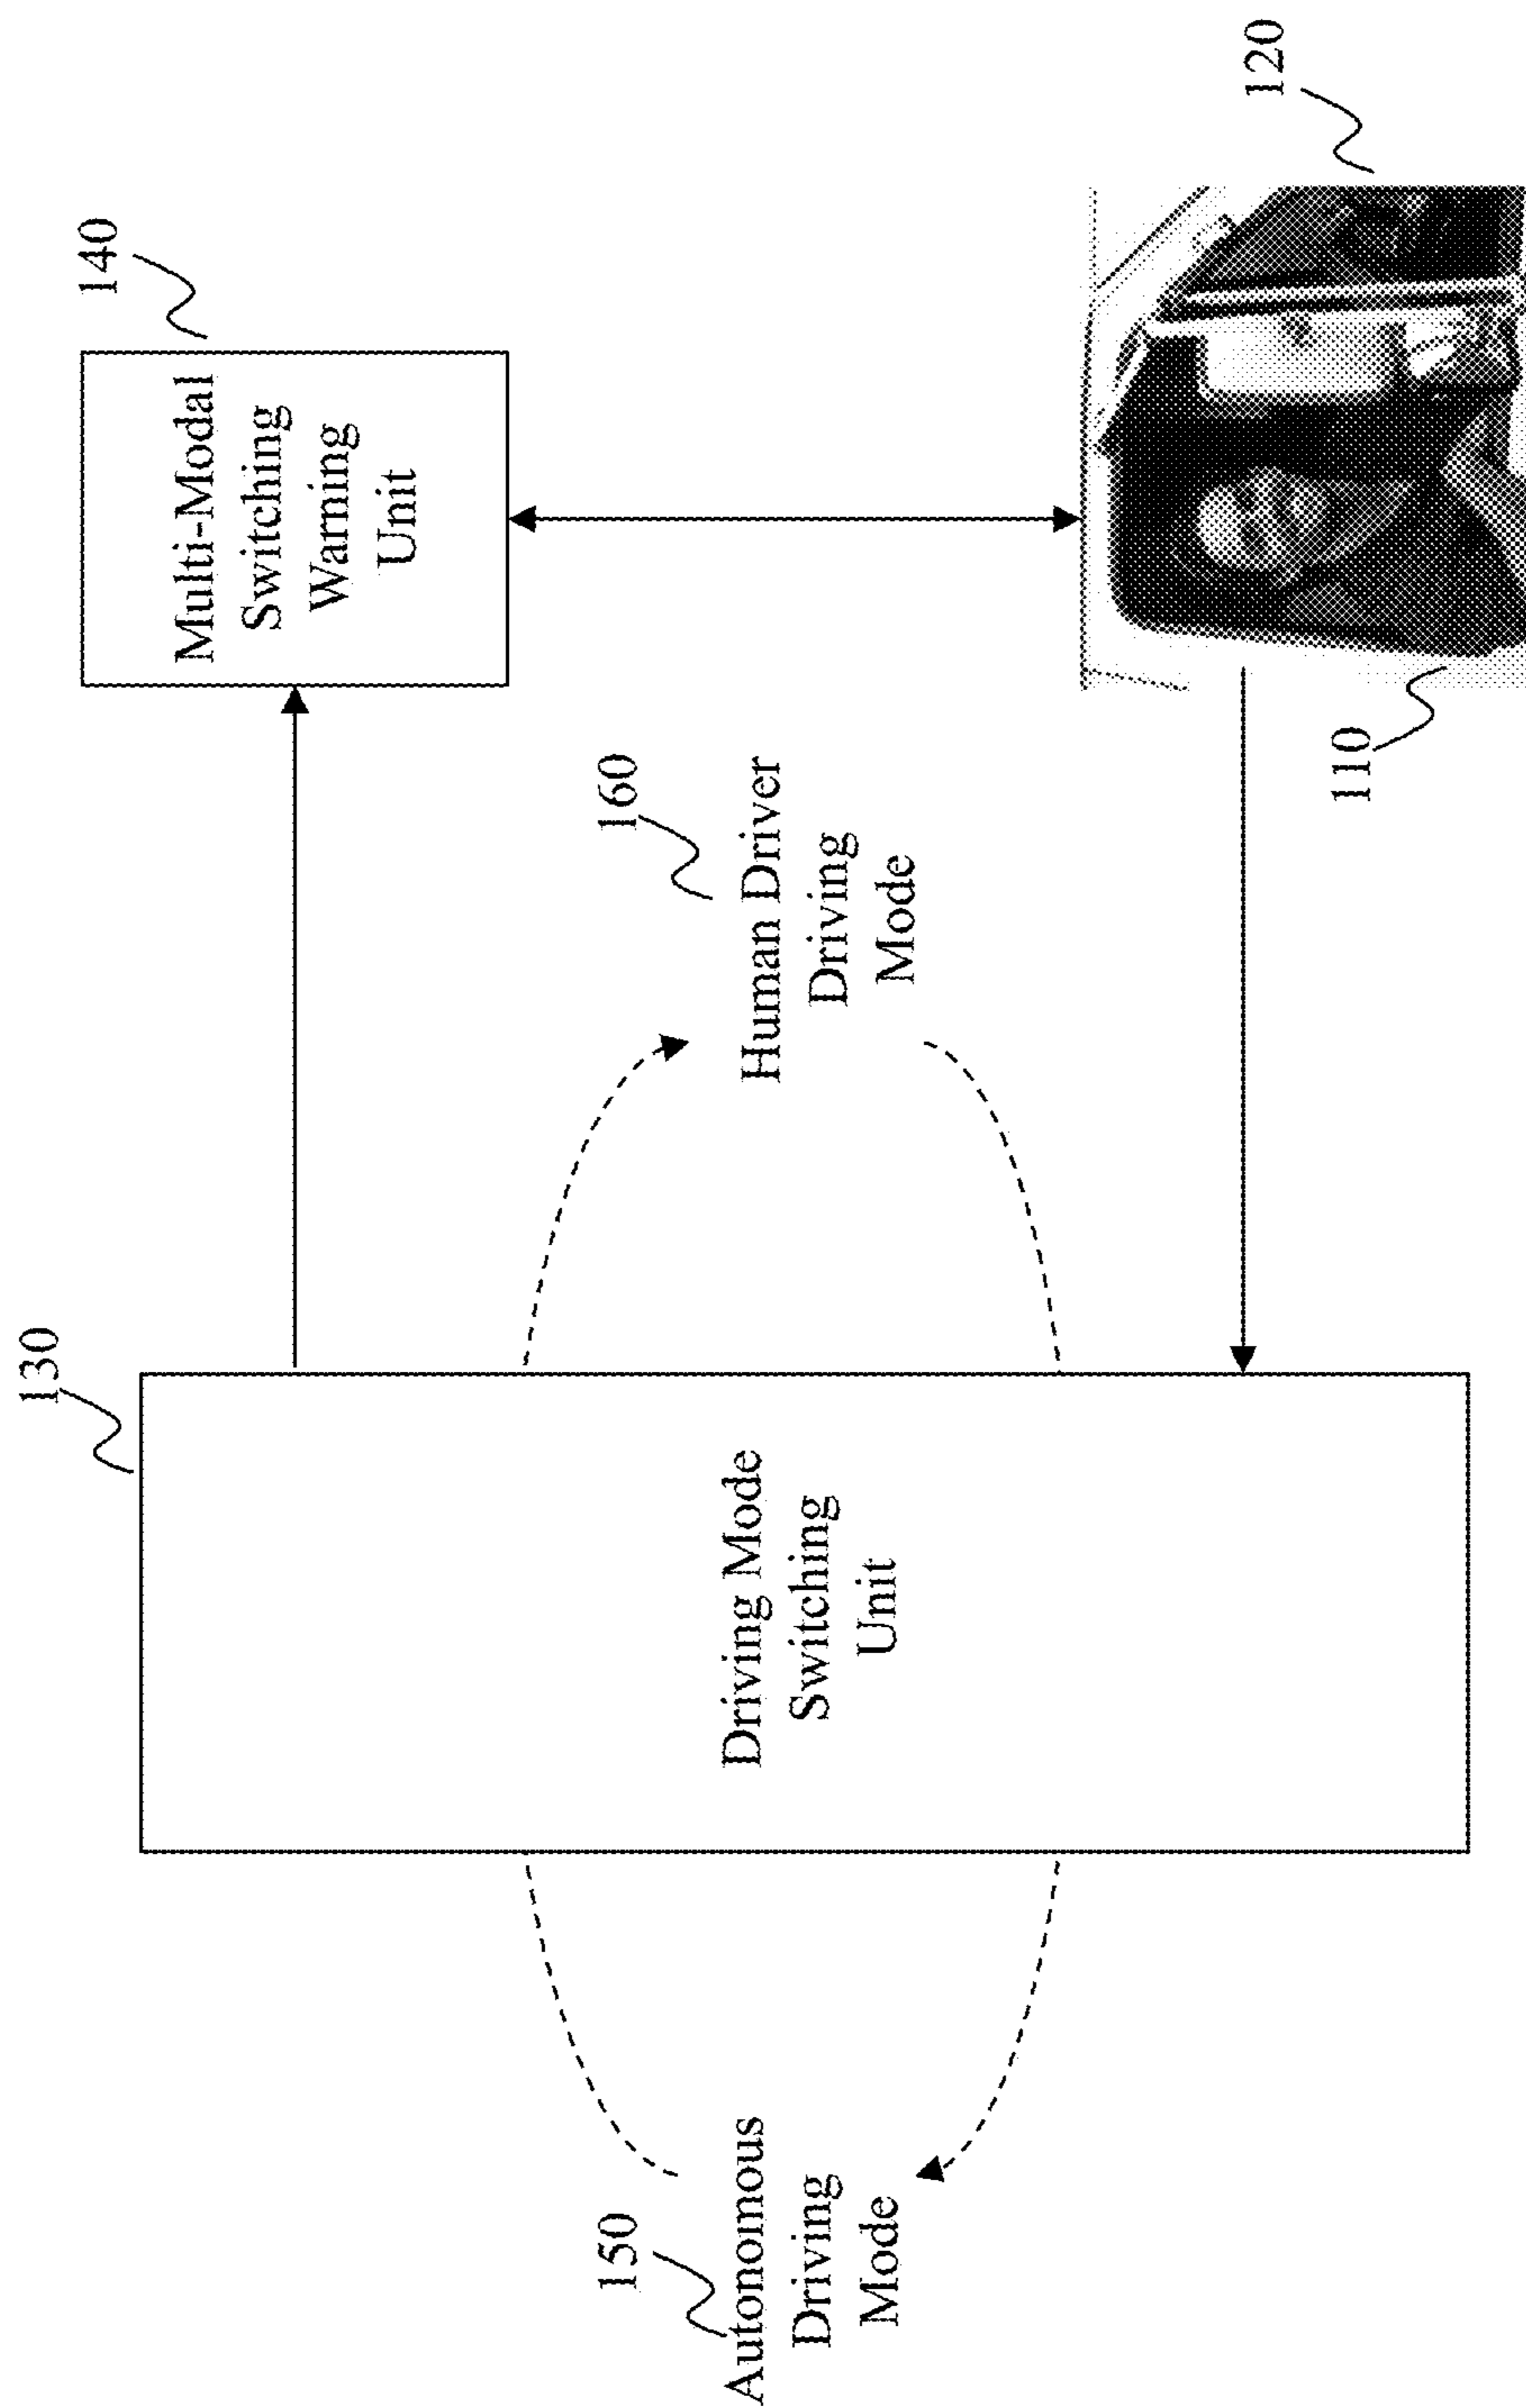 130
140
Multi-Modal
Switching
Warning
Unit
150
Autonomous
Driving
Mode
Driving Mode
Switching
Unit
160
Human Driver
Driving
Mode
110
120